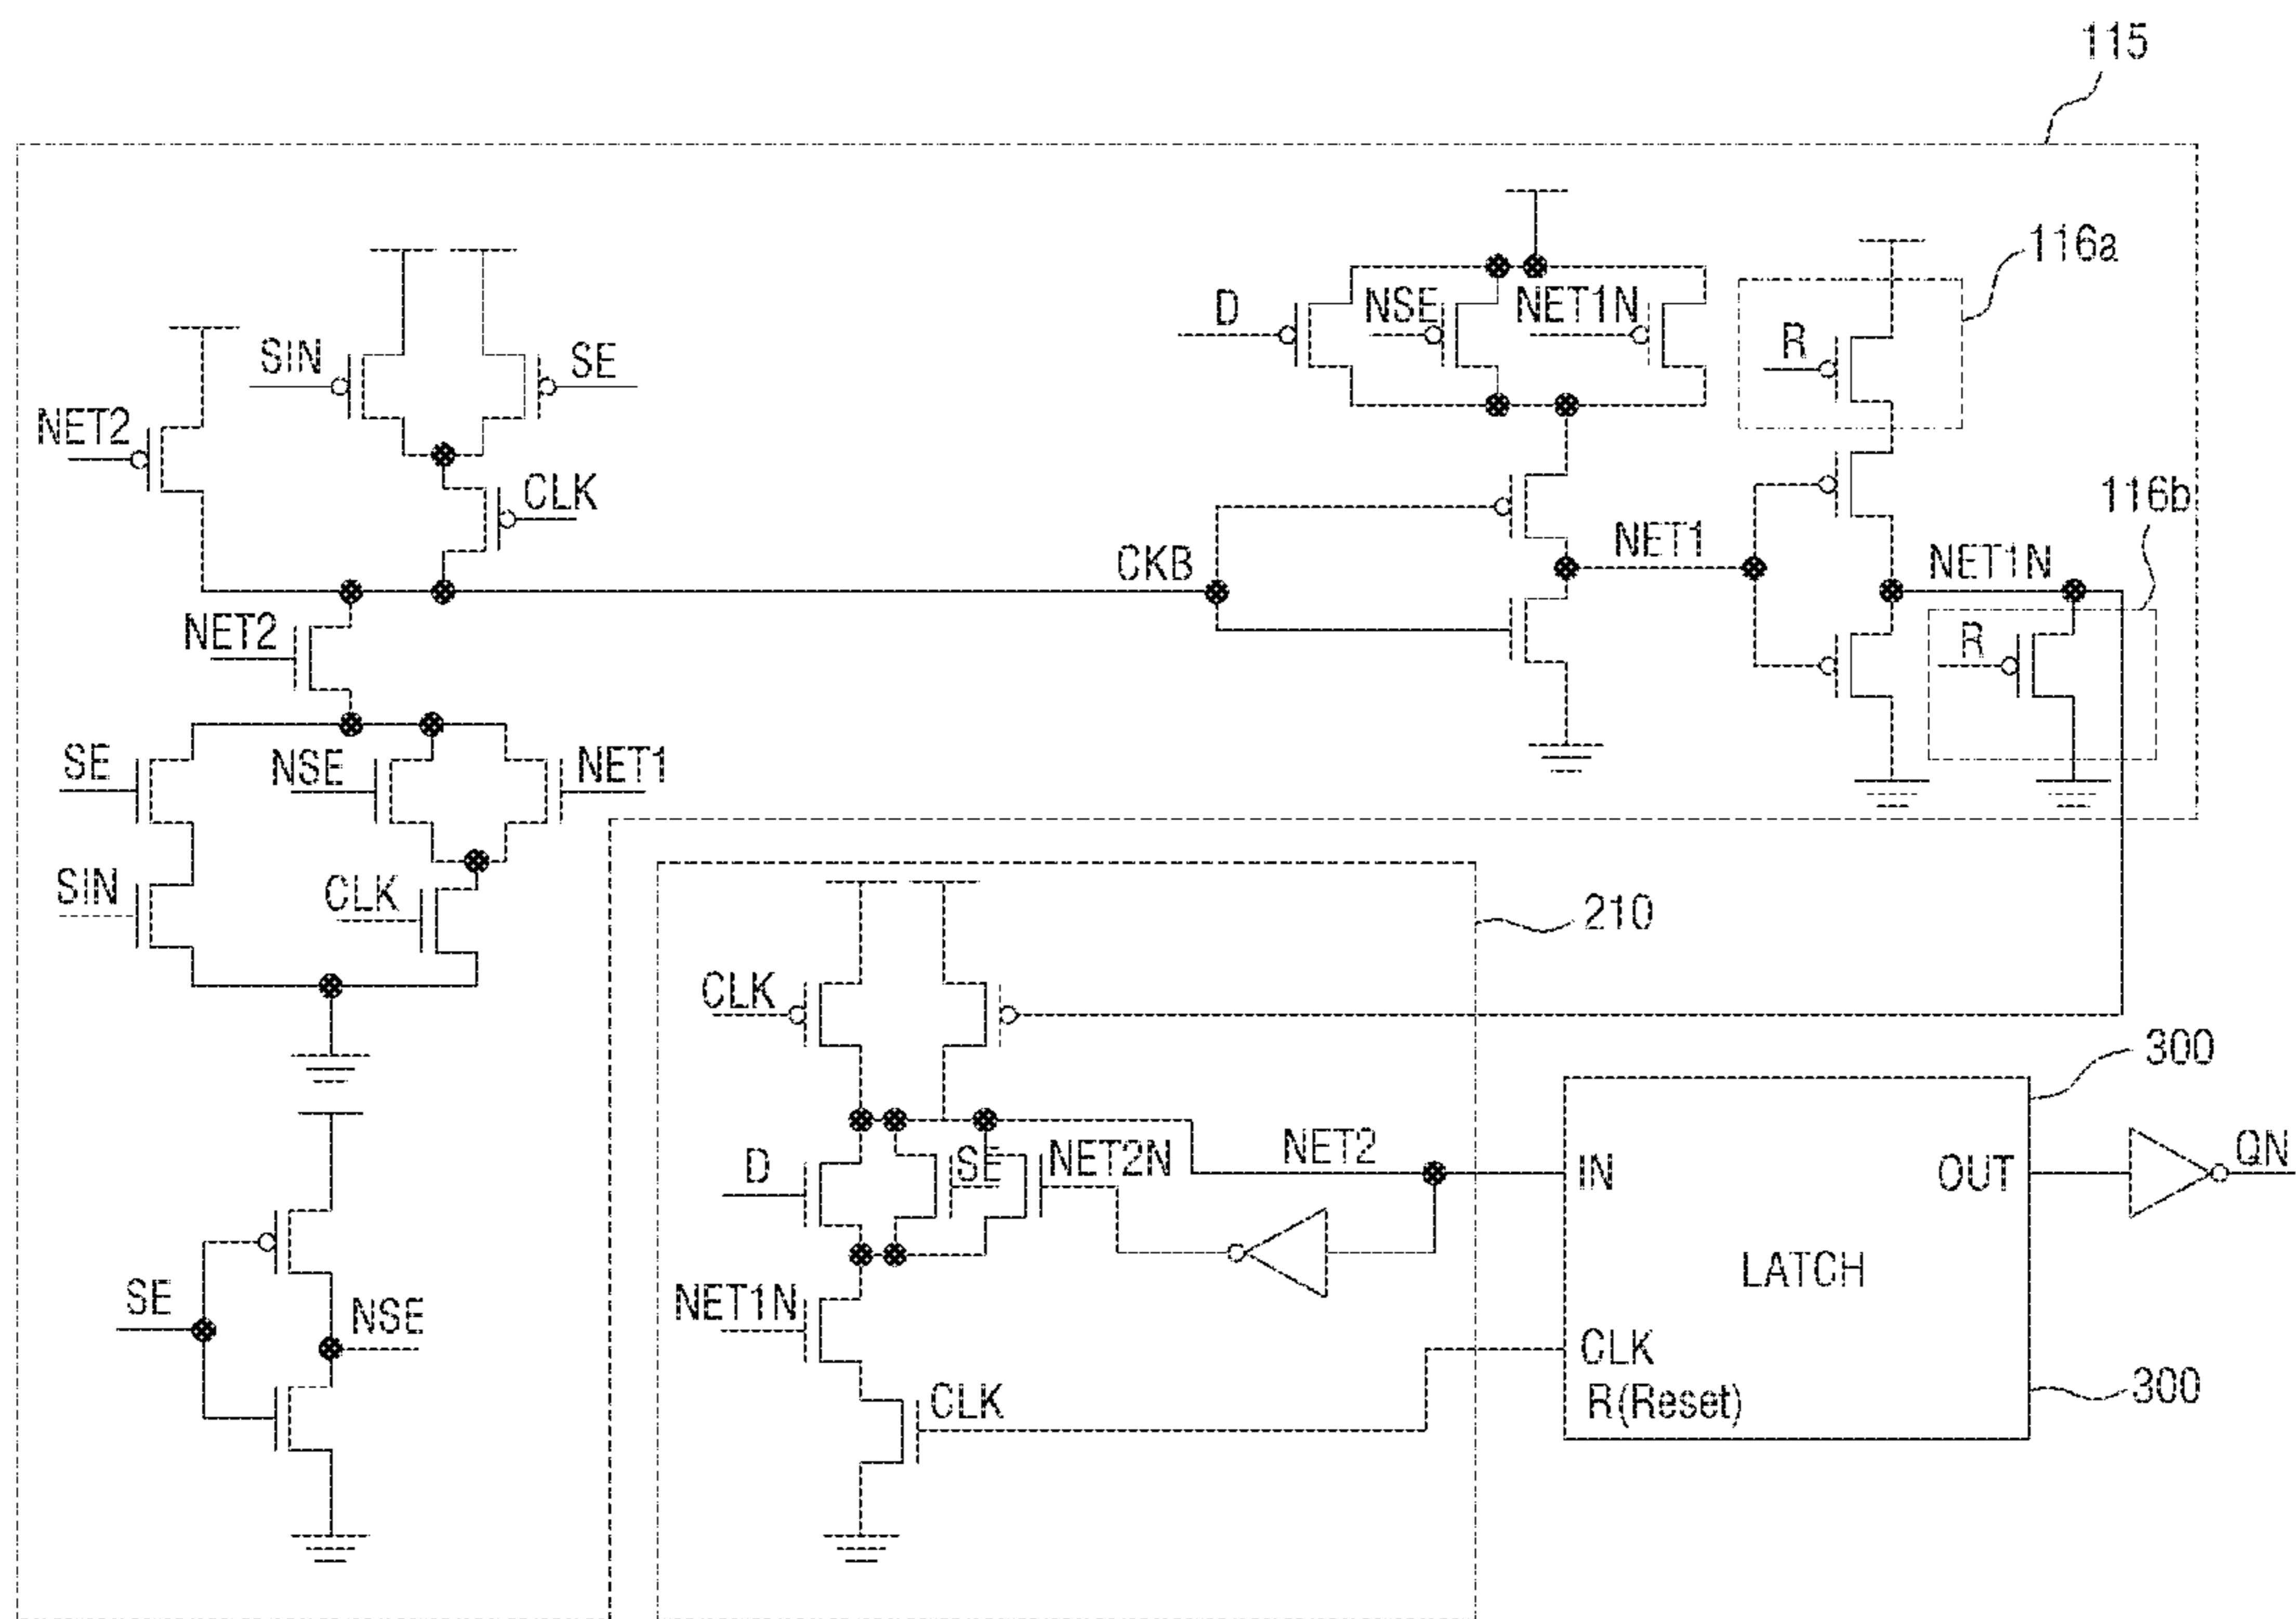 115
116a
D
NSE
NET1N
R
SIN
SE
NET2
CLK
116b
NET1
NET1N
CKB
R
NET2
SE
NSE
NET1
SIN
CLK
210
CLK
300
D
SE
NET2N
NET2
IN
OUT
QN
LATCH
SE
NSE
NET1N
CLK
CLK
R(Reset)
300